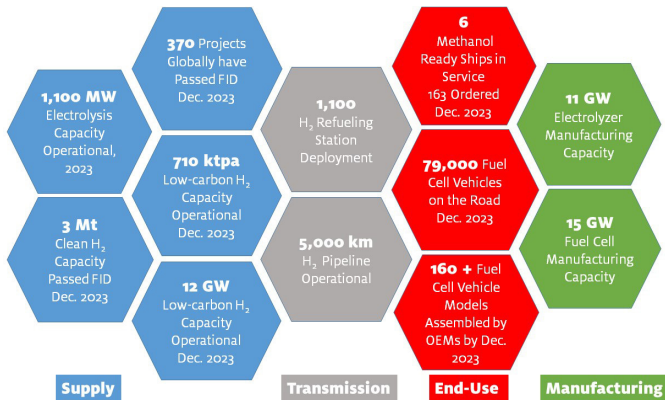 1,100 MW
Electrolysis
Capacity
Operational,
2023
3 Mt
Clean H₂
Capacity
Passed FID
Dec. 2023
370 Projects
Globally have
Passed FID
Dec. 2023
710 ktpa
Low-carbon H₂
Capacity
Operational
Dec. 2023
12 GW
Low-carbon H₂
Capacity
Operational
Dec. 2023
1,100
H₂ Refueling
Station
Deployment
5,000 km
H₂ Pipeline
Operational
6
Methanol
Ready Ships in
Service
163 Ordered
Dec. 2023
79,000 Fuel
Cell Vehicles
on the Road
Dec. 2023
160 + Fuel
Cell Vehicle
Models
Assembled by
OEMs by Dec.
2023
11 GW
Electrolyzer
Manufacturing
Capacity
15 GW
Fuel Cell
Manufacturing
Capacity
Supply
Transmission
End-Use
Manufacturing